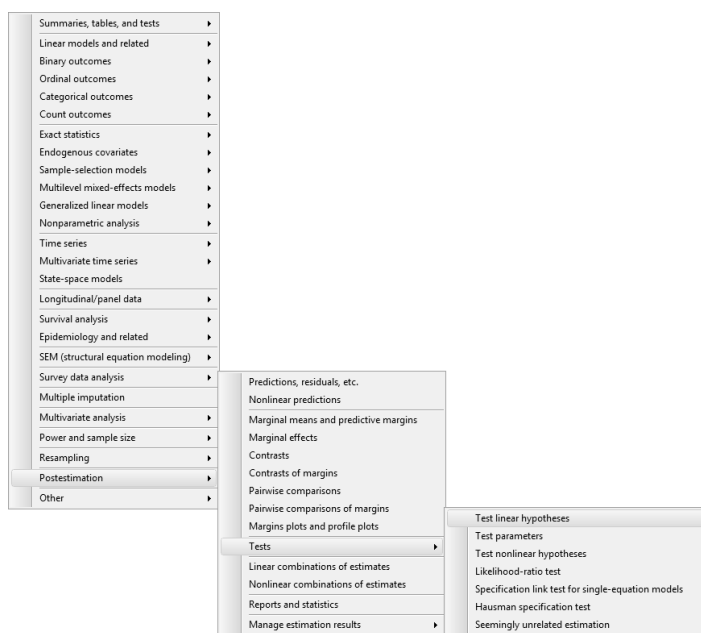 Summaries, tables, and tests
Linear models and related
Binary outcomes
Ordinal outcomes
Categorical outcomes
Count outcomes
Exact statistics
Endogenous covariates
Sample-selection models
Multilevel mixed-effects models
Generalized linear models
Nonparametric analysis
Time series
Multivariate time series
State-space models
Longitudinal/panel data
Survival analysis
Epidemiology and related
SEM (structural equation modeling)
Survey data analysis
Multiple imputation
Multivariate analysis
Power and sample size
Resampling
Postestimation
Other
Predictions, residuals, etc.
Nonlinear predictions
Marginal means and predictive margins
Marginal effects
Contrasts
Contrasts of margins
Pairwise comparisons
Pairwise comparisons of margins
Margins plots and profile plots
Tests
Linear combinations of estimates
Nonlinear combinations of estimates
Reports and statistics
Manage estimation results
Test linear hypotheses
Test parameters
Test nonlinear hypotheses
Likelihood-ratio test
Specification link test for single-equation models
Hausman specification test
Seemingly unrelated estimation